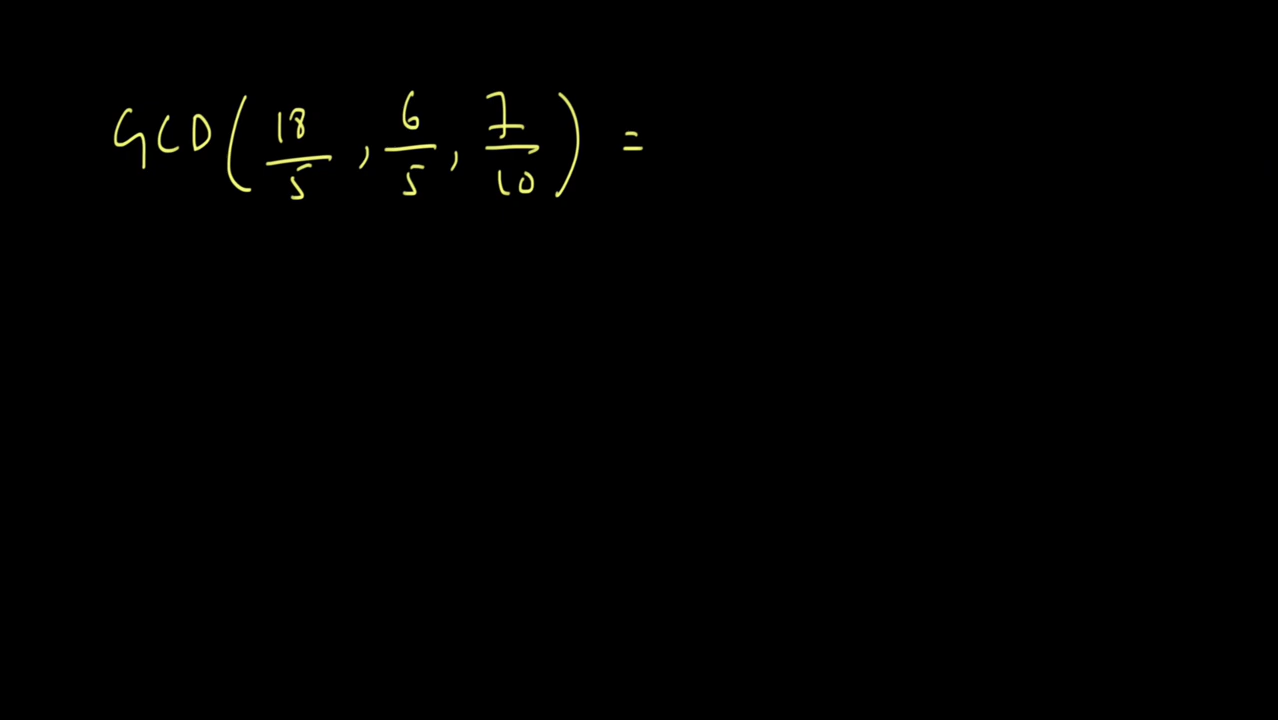 GCD(18/5, 6/5, 7/10) =